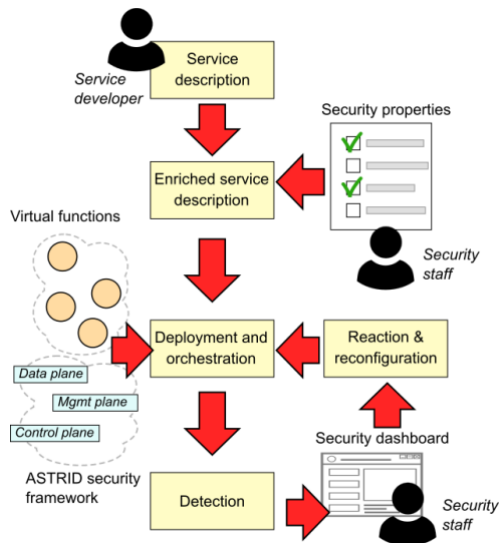 Service
description
Service
developer
Security properties
Enriched service
description
Security
staff
Virtual functions
Deployment and
orchestration
Reaction &
reconfiguration
Data plane
Mgmt plane
Control plane
ASTRID security
framework
Detection
Security dashboard
Security
staff